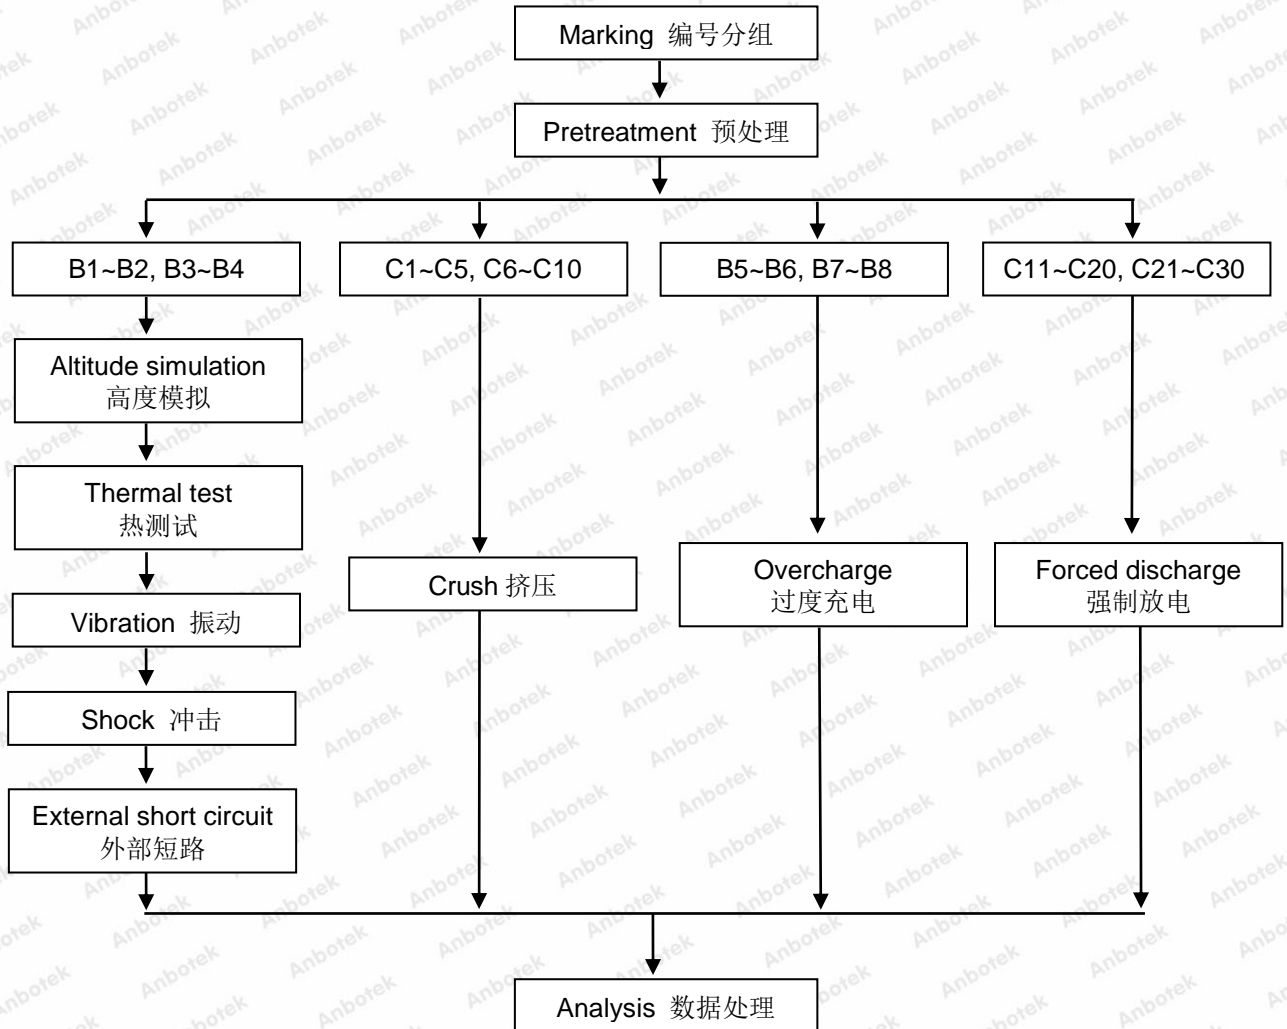 Marking 编号分组
Pretreatment 预处理
B1~B2, B3~B4
C1~C5, C6~C10
B5~B6, B7~B8
C11~C20, C21~C30
Altitude simulation
高度模拟
Thermal test
热测试
Vibration 振动
Shock 冲击
External short circuit
外部短路
Crush 挤压
Overcharge
过度充电
Forced discharge
强制放电
Analysis 数据处理
Anbotek